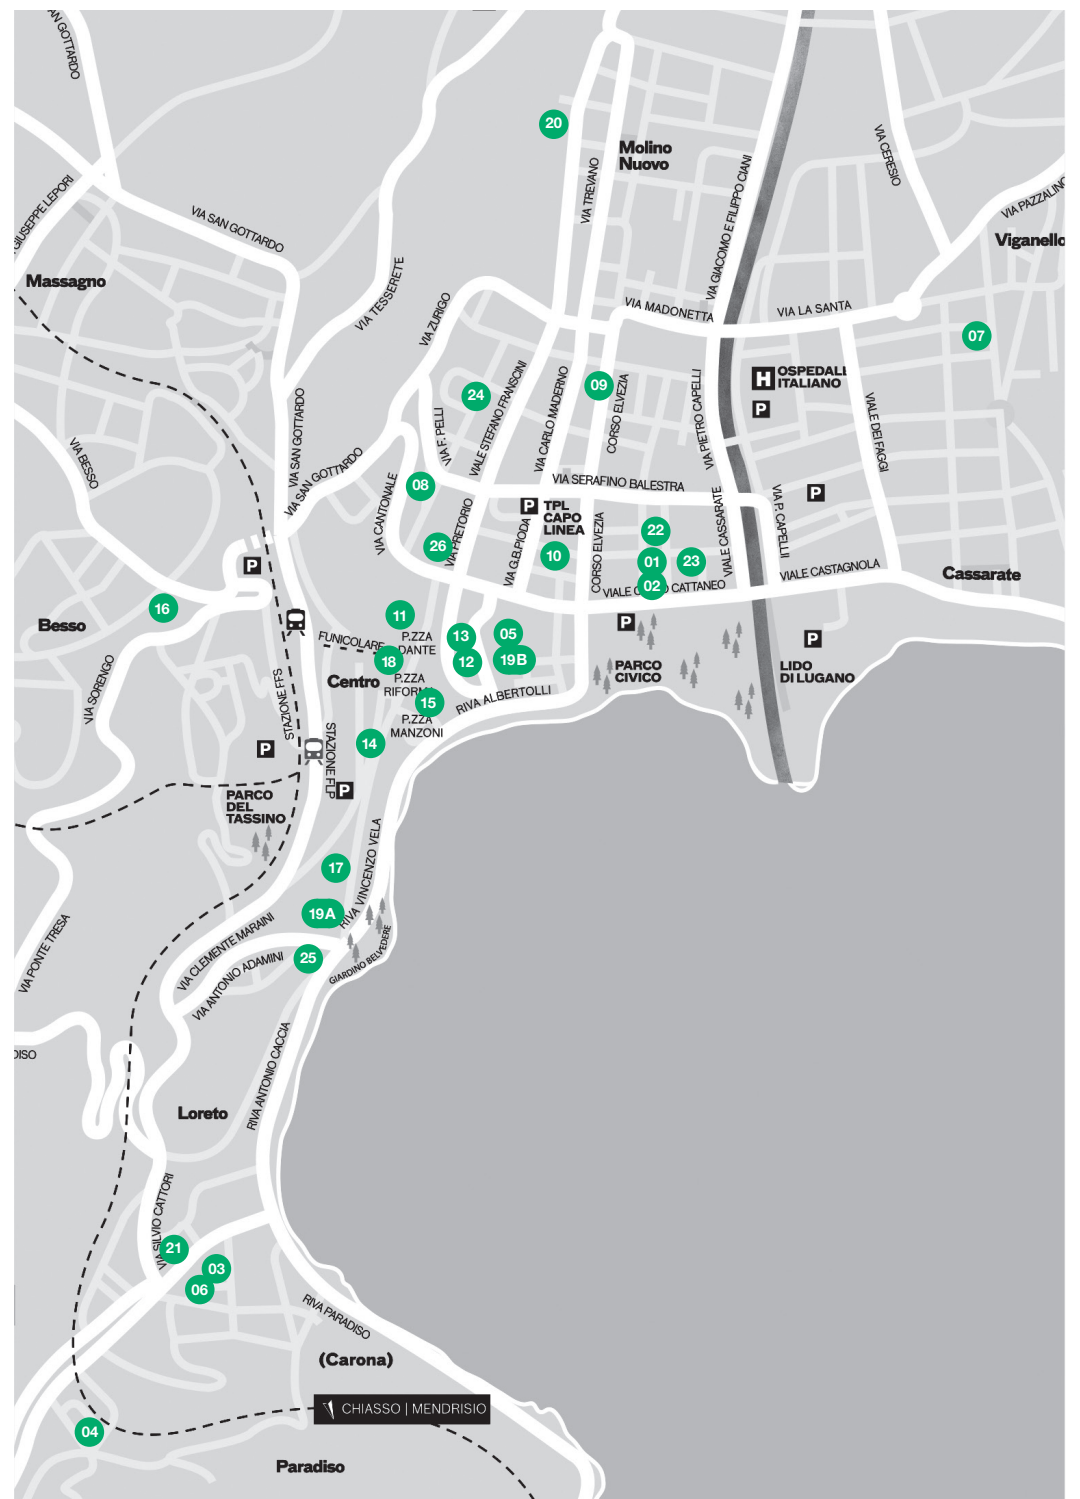 VIA SAN GOTTARDO
20
Molino
Nuovo
VIA CERESIO
VIA TREVANO
VIA GIACOMO E FILIPPO CIANI
GIUSEPPE LEPORI
VIA SAN GOTTARDO
VIA PAZZALINO
Viganello
Massagno
VIA TESSERETE
VIA ZURIGO
VIA MADONETTA
VIA LA SANTA
07
H OSPEDALE
ITALIANO
P
24
09
VIALE STEFANO FRANSCINI
VIA CARLO MADERNO
CORSO ELVEZIA
VIA PIETRO CAPELLI
VIALE DEI FAGGI
VIA SAN GOTTARDO
VIA F. PELLI
VIA BESSO
VIA SAN GOTTARDO
08
VIA SERAFINO BALESTRA
P
P
TPL
CAPO
LINEA
VIA CANTONALE
VIA PRETORIO
VIA G.B.PIODA
CORSO ELVEZIA
VIALE CASSARATE
VIA P. CAPELLI
22
26
10
01
23
P
02
VIALE CATTANEO
VIALE CASTAGNOLA
Cassarate
16
Besso
11
FUNICOLARE
P.ZZA
DANTE
13
05
P
P
18
12
19B
PARCO
CIVICO
LIDO
DI LUGANO
Centro
P.ZZA
RIFORMA
VIA SORENGO
STAZIONE FFS
15
RIVA ALBERTOLLI
P.ZZA
MANZONI
14
P
STAZIONE FLP
P
PARCO
DEL
TASSINO
17
RIVA VINCENZO VELA
19A
VIA PONTE TRESA
VIA CLEMENTE MARAINI
25
VIA ANTONIO ADAMINI
GIARDINO BELVEDERE
DISO
RIVA ANTONIO CACCIA
Loreto
VIA SILVIO CATTORI
21
03
06
RIVA PARADISO
(Carona)
CHIASSO | MENDRISIO
04
Paradiso